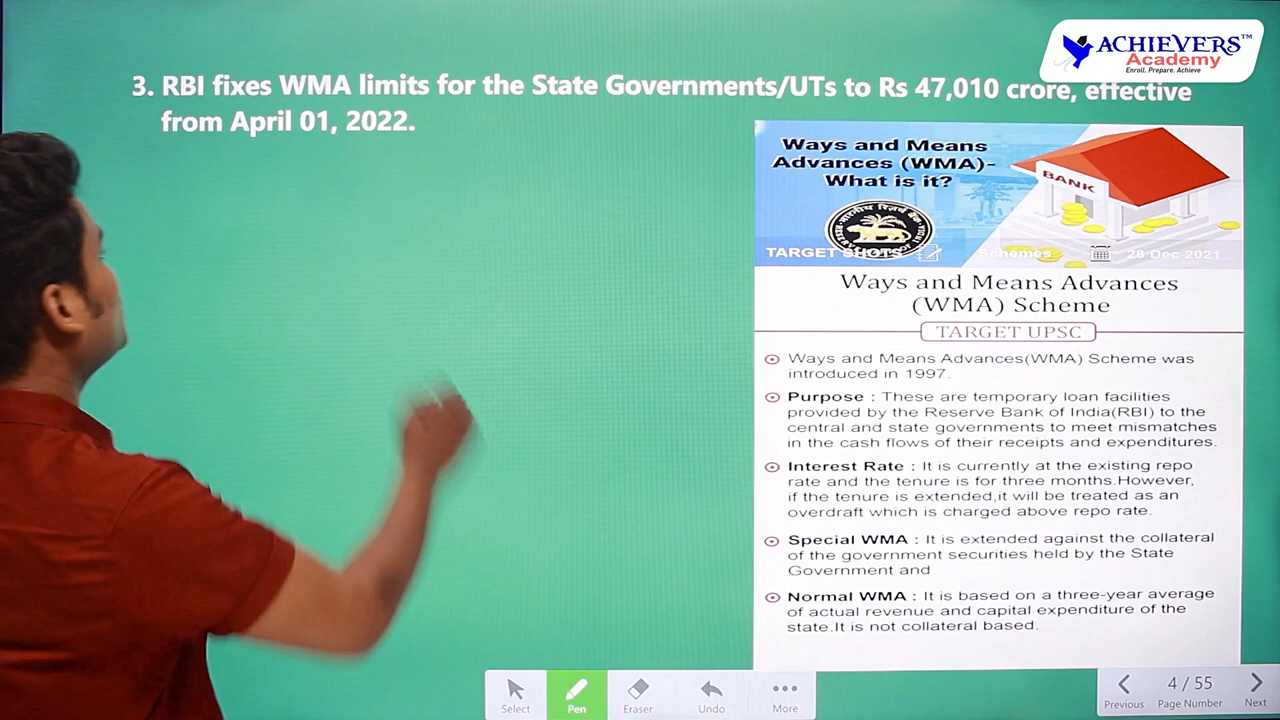 ACHIEVERS™
Academy
Enroll. Prepare. Achieve
3. RBI fixes WMA limits for the State Governments/UTs to Rs 47,010 crore, effective
from April 01, 2022.
Ways and Means
Advances (WMA)-
What is it?
BANK
TARGET SHOTS
Schemes
28 Dec 2021
Ways and Means Advances
(WMA) Scheme
TARGET UPSC
Ways and Means Advances(WMA) Scheme was
introduced in 1997.
Purpose : These are temporary loan facilities
provided by the Reserve Bank of India(RBI) to the
central and state governments to meet mismatches
in the cash flows of their receipts and expenditures.
Interest Rate : It is currently at the existing repo
rate and the tenure is for three months.However,
if the tenure is extended,it will be treated as an
overdraft which is charged above repo rate.
Special WMA : It is extended against the collateral
of the government securities held by the State
Government and
Normal WMA : It is based on a three-year average
of actual revenue and capital expenditure of the
state.It is not collateral based.
Select
Pen
Eraser
Undo
More
Previous
4 / 55
Page Number
Next